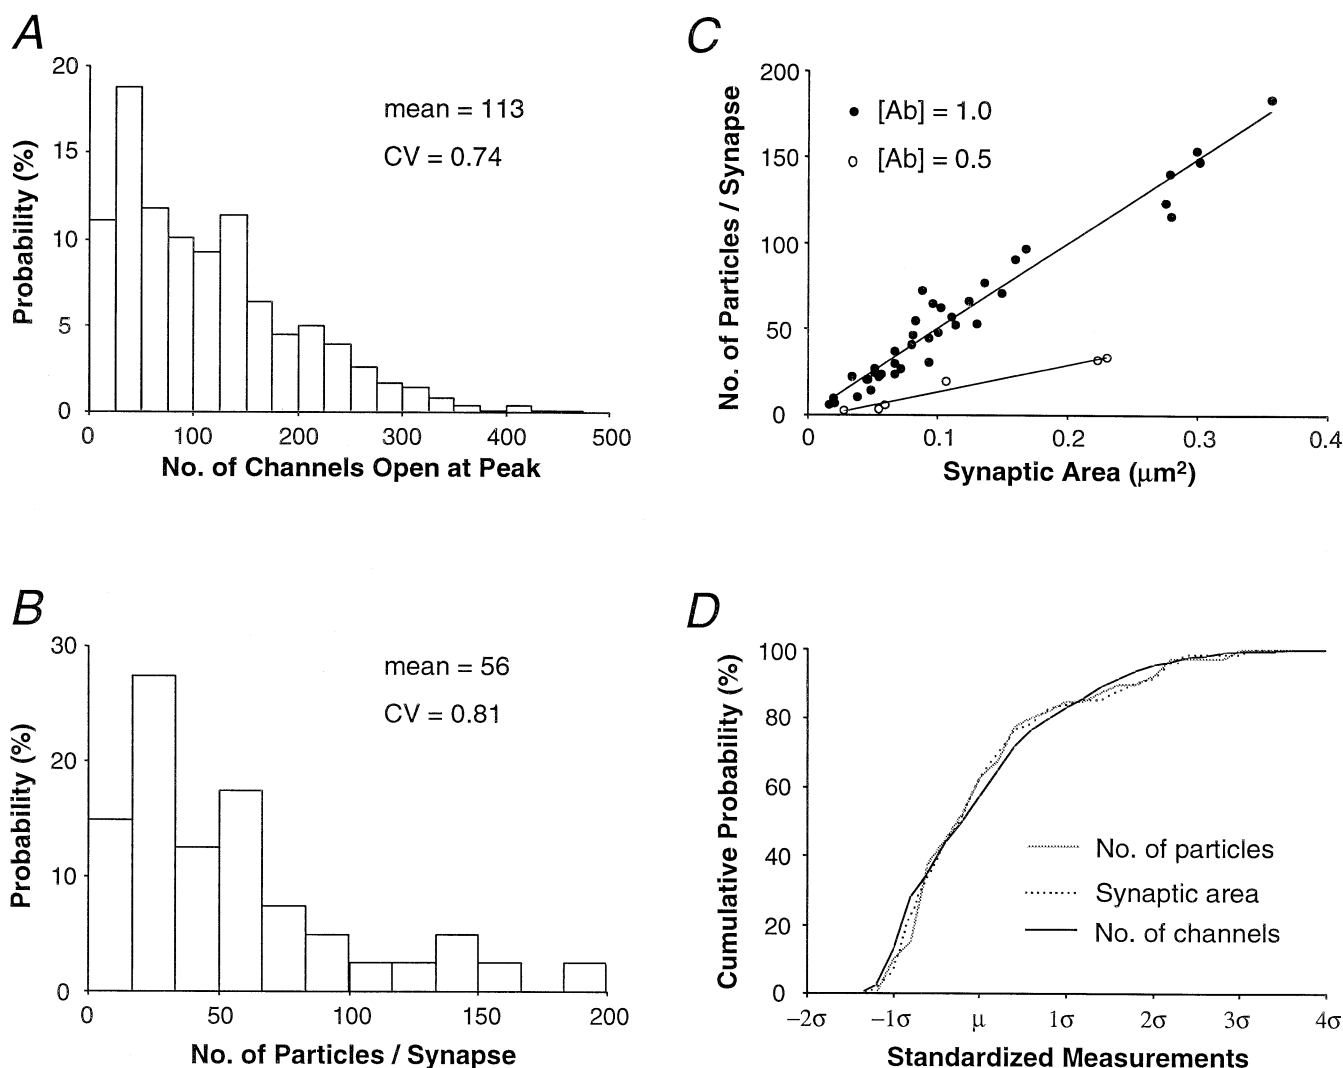 A
20
15
10
5
0
Probability (%)
mean = 113
CV = 0.74
0 100 200 300 400 500
No. of Channels Open at Peak
C
200
150
100
50
0
No. of Particles / Synapse
[Ab] = 1.0
[Ab] = 0.5
0 0.1 0.2 0.3 0.4
Synaptic Area (μm²)
B
30
20
10
0
Probability (%)
mean = 56
CV = 0.81
0 50 100 150 200
No. of Particles / Synapse
D
100
80
60
40
20
0
Cumulative Probability (%)
No. of particles
Synaptic area
No. of channels
−2σ −1σ μ 1σ 2σ 3σ 4σ
Standardized Measurements